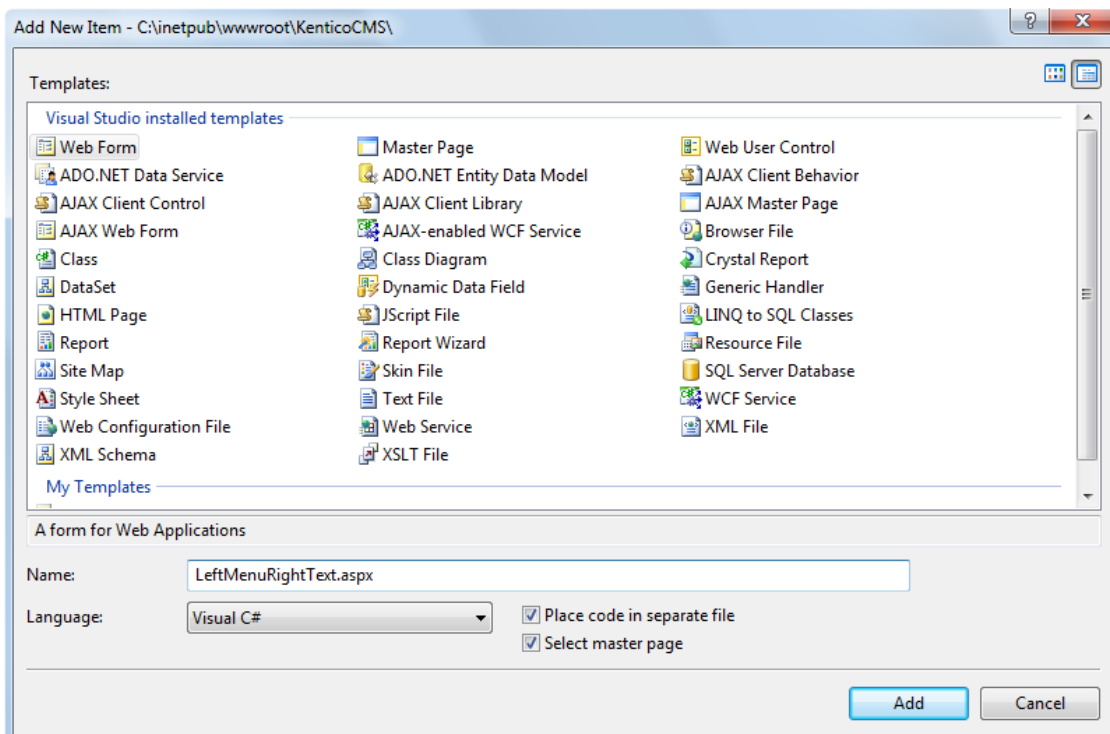 Add New Item - C:\inetpub\wwwroot\KenticoCMS\
Templates:
Visual Studio installed templates
Web Form Master Page Web User Control
ADO.NET Data Service ADO.NET Entity Data Model AJAX Client Behavior
AJAX Client Control AJAX Client Library AJAX Master Page
AJAX Web Form AJAX-enabled WCF Service Browser File
Class Class Diagram Crystal Report
DataSet Dynamic Data Field Generic Handler
HTML Page JScript File LINQ to SQL Classes
Report Report Wizard Resource File
Site Map Skin File SQL Server Database
Style Sheet Text File WCF Service
Web Configuration File Web Service XML File
XML Schema XSLT File
My Templates
A form for Web Applications
Name: LeftMenuRightText.aspx
Language: Visual C# Place code in separate file
Select master page
Add Cancel